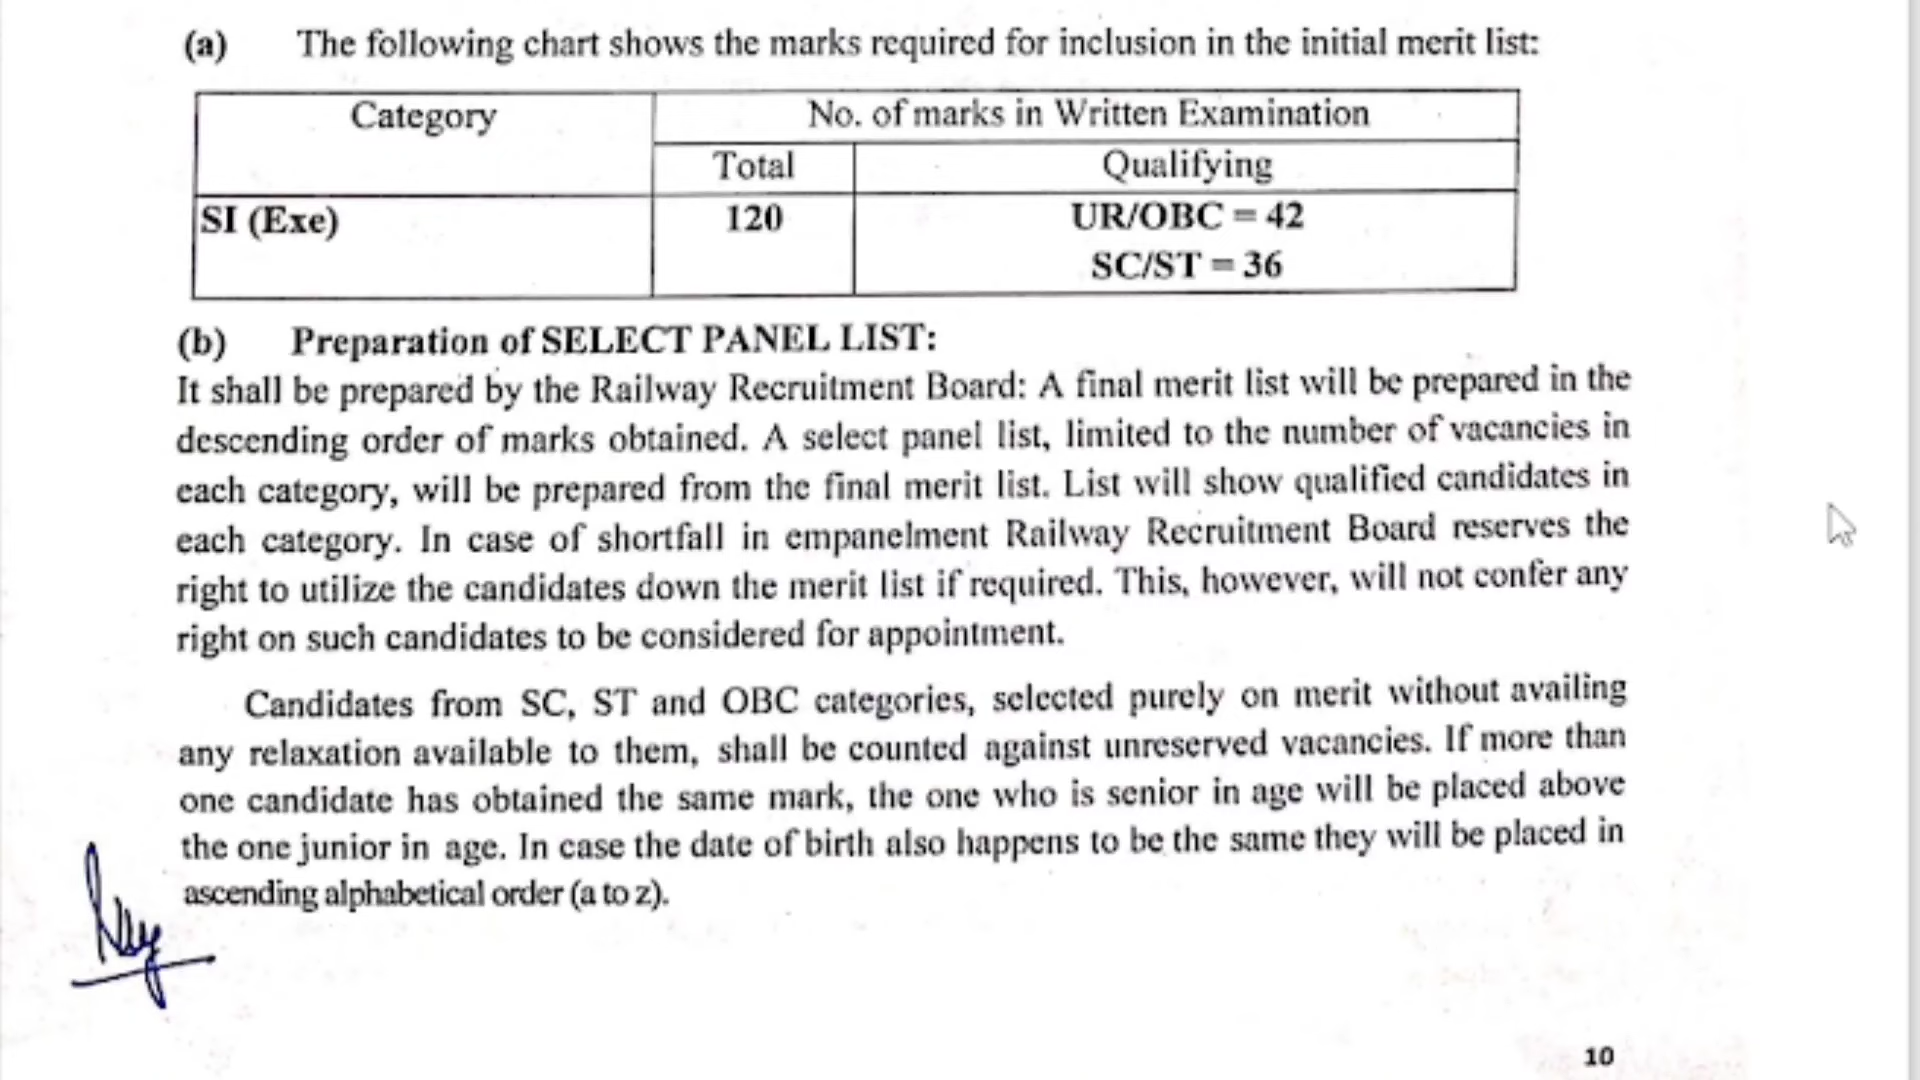 (a) The following chart shows the marks required for inclusion in the initial merit list:
Category No. of marks in Written Examination
Total Qualifying
SI (Exe) 120 UR/OBC = 42
SC/ST = 36
(b) Preparation of SELECT PANEL LIST:
It shall be prepared by the Railway Recruitment Board: A final merit list will be prepared in the
descending order of marks obtained. A select panel list, limited to the number of vacancies in
each category, will be prepared from the final merit list. List will show qualified candidates in
each category. In case of shortfall in empanelment Railway Recruitment Board reserves the
right to utilize the candidates down the merit list if required. This, however, will not confer any
right on such candidates to be considered for appointment.
Candidates from SC, ST and OBC categories, selected purely on merit without availing
any relaxation available to them, shall be counted against unreserved vacancies. If more than
one candidate has obtained the same mark, the one who is senior in age will be placed above
the one junior in age. In case the date of birth also happens to be the same they will be placed in
ascending alphabetical order (a to z).
10